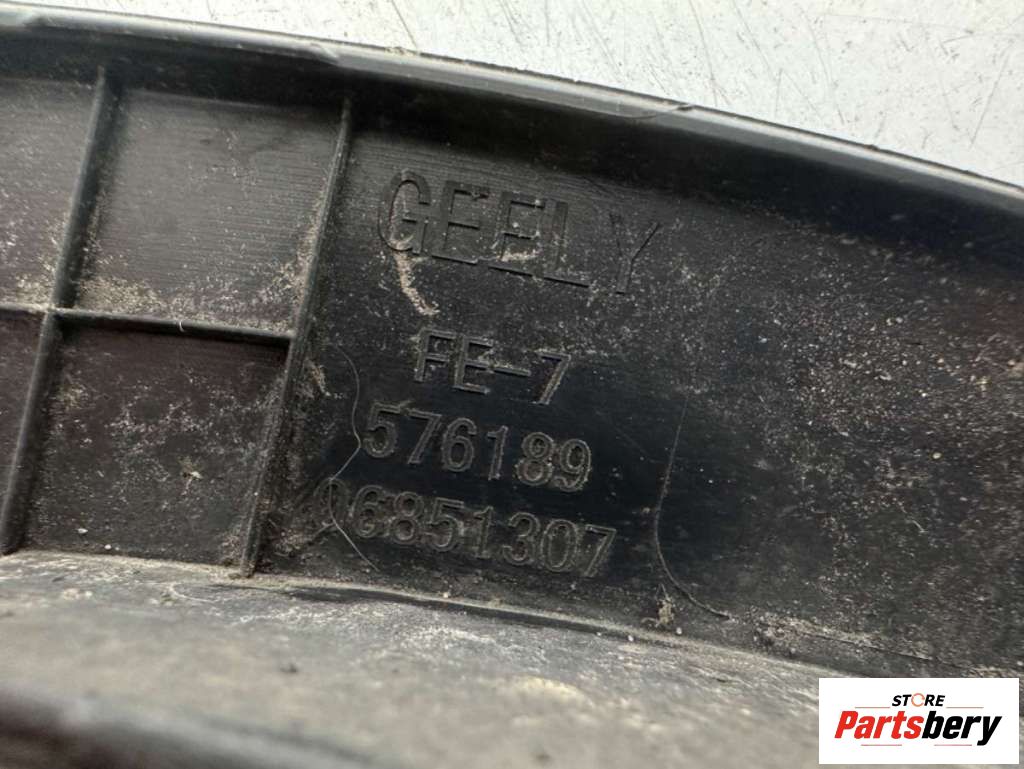 GEELY
FE-7
576189
06851307
STORE
Partsbery